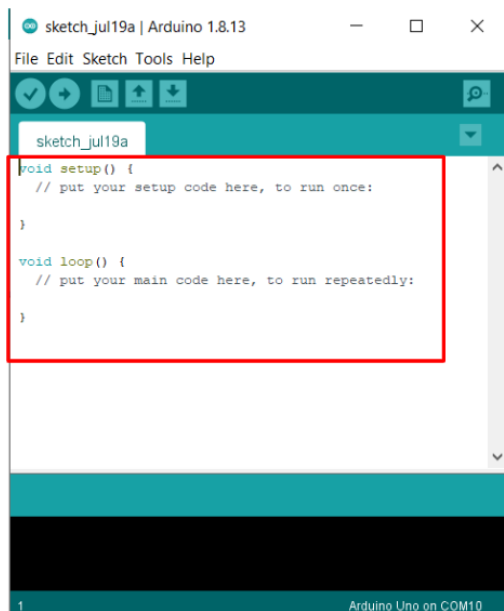 sketch_jul19a | Arduino 1.8.13
File Edit Sketch Tools Help
sketch_jul19a
void setup() {
  // put your setup code here, to run once:
}
void loop() {
  // put your main code here, to run repeatedly:
}
1 Arduino Uno on COM10